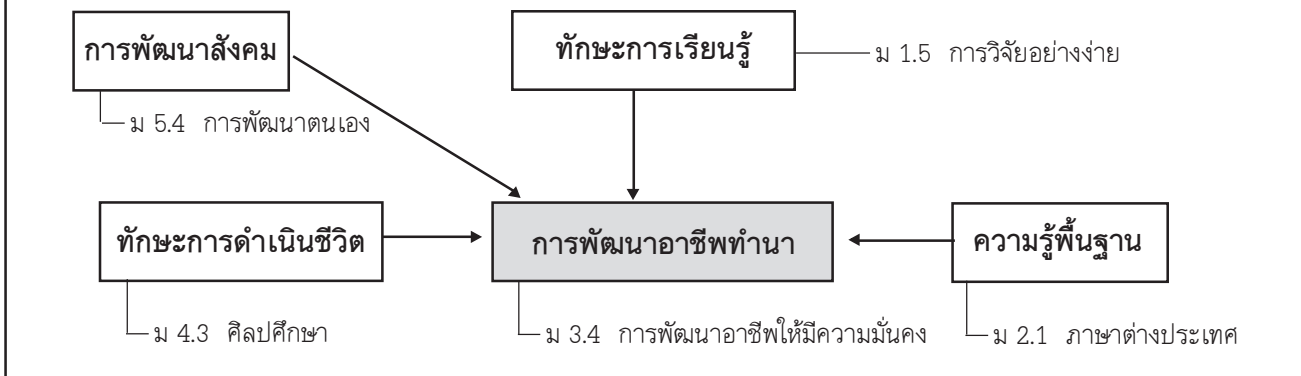 การพัฒนาสังคม
ทักษะการเรียนรู้
ม 1.5 การวิจัยอย่างง่าย
ม 5.4 การพัฒนาตนเอง
ทักษะการดำเนินชีวิต
การพัฒนาอาชีพทำนา
ความรู้พื้นฐาน
ม 4.3 ศิลปศึกษา
ม 3.4 การพัฒนาอาชีพให้มีความมั่นคง
ม 2.1 ภาษาต่างประเทศ